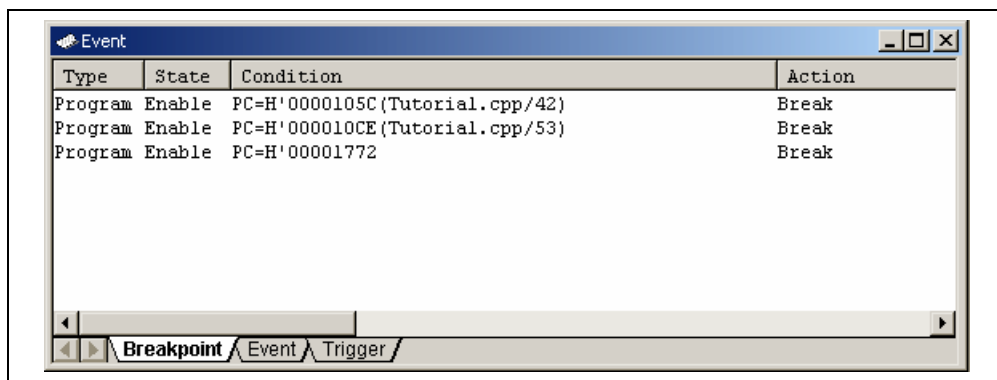 Event
Type State Condition Action
Program Enable PC=H'0000105C(Tutorial.cpp/42) Break
Program Enable PC=H'000010CE(Tutorial.cpp/53) Break
Program Enable PC=H'00001772 Break
Breakpoint Event Trigger